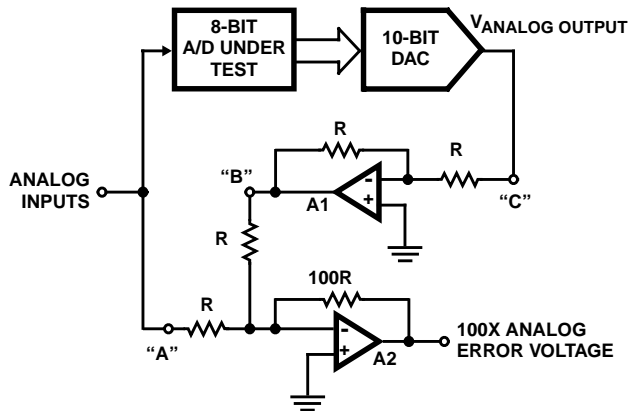 8-BIT
A/D UNDER
TEST
10-BIT
DAC
VANALOG OUTPUT
R
R
ANALOG
INPUTS
“B”
-
+
A1
“C”
R
100R
R
-
+
A2
“A”
100X ANALOG
ERROR VOLTAGE